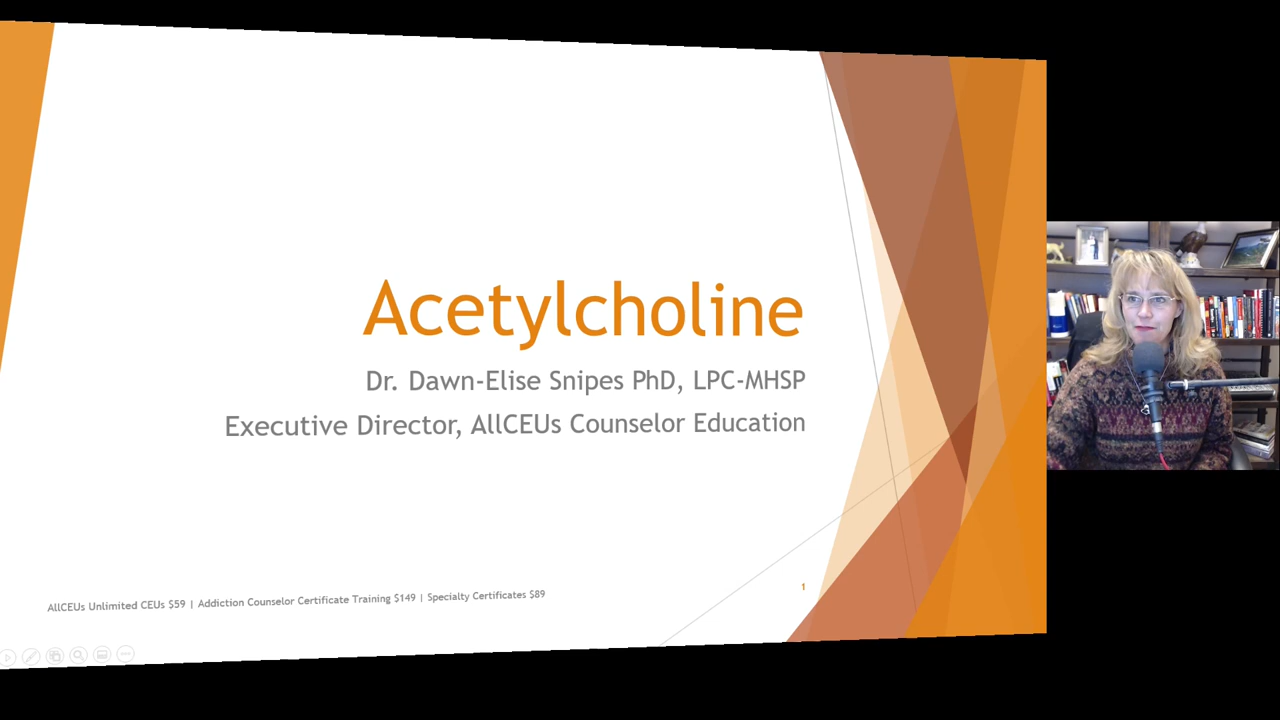 Acetylcholine
Dr. Dawn-Elise Snipes PhD, LPC-MHSP
Executive Director, AllCEUs Counselor Education
AllCEUs Unlimited CEUs $59 | Addiction Counselor Certificate Training $149 | Specialty Certificates $89
1